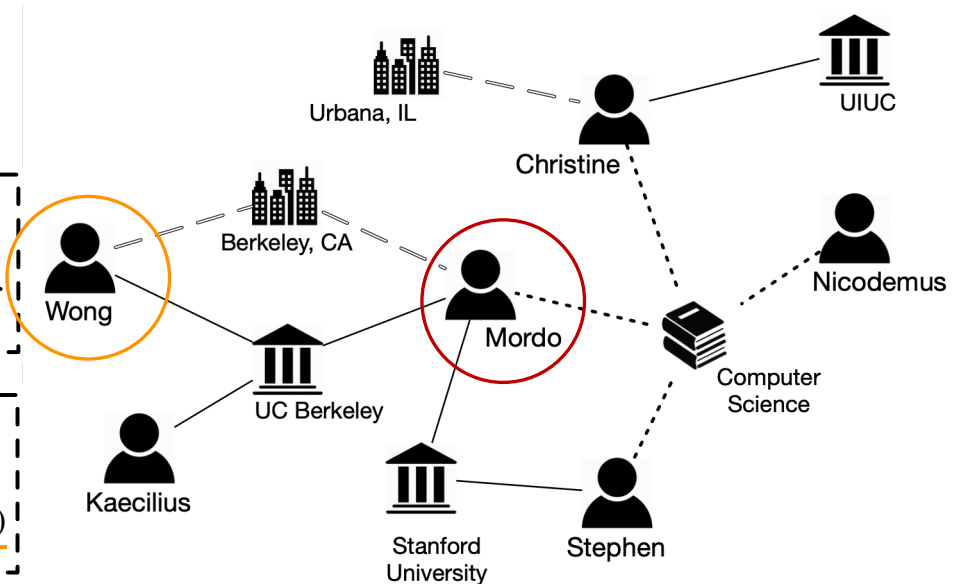 Urbana, IL
UIUC
Christine
Berkeley, CA
Nicodemus
Wong
Mordo
Computer
Science
UC Berkeley
Kaecilius
)
Stanford
University
Stephen